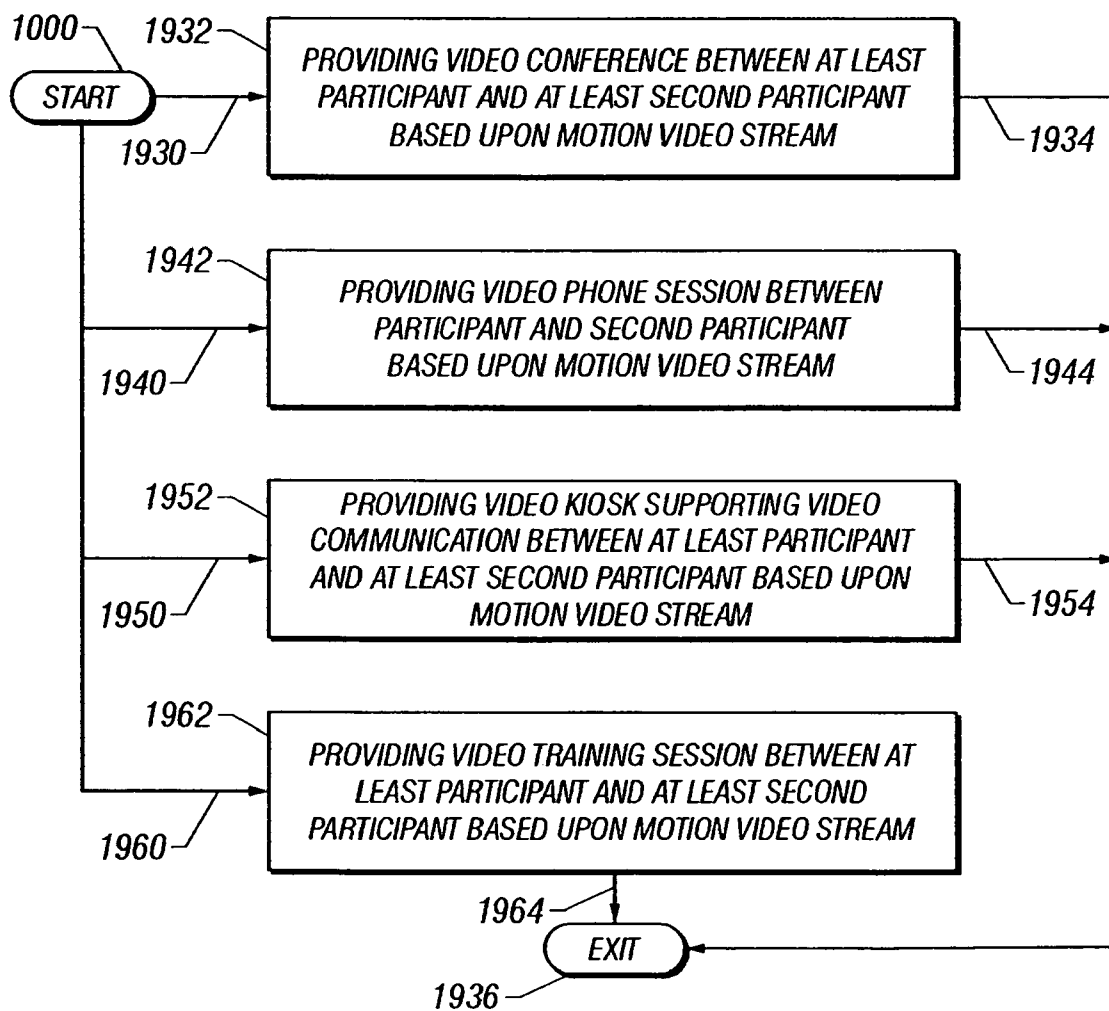 1000
START
1932
PROVIDING VIDEO CONFERENCE BETWEEN AT LEAST
PARTICIPANT AND AT LEAST SECOND PARTICIPANT
BASED UPON MOTION VIDEO STREAM
1930
1934
1942
PROVIDING VIDEO PHONE SESSION BETWEEN
PARTICIPANT AND SECOND PARTICIPANT
BASED UPON MOTION VIDEO STREAM
1940
1944
1952
PROVIDING VIDEO KIOSK SUPPORTING VIDEO
COMMUNICATION BETWEEN AT LEAST PARTICIPANT
AND AT LEAST SECOND PARTICIPANT BASED UPON
MOTION VIDEO STREAM
1950
1954
1962
PROVIDING VIDEO TRAINING SESSION BETWEEN AT
LEAST PARTICIPANT AND AT LEAST SECOND
PARTICIPANT BASED UPON MOTION VIDEO STREAM
1960
1964
EXIT
1936